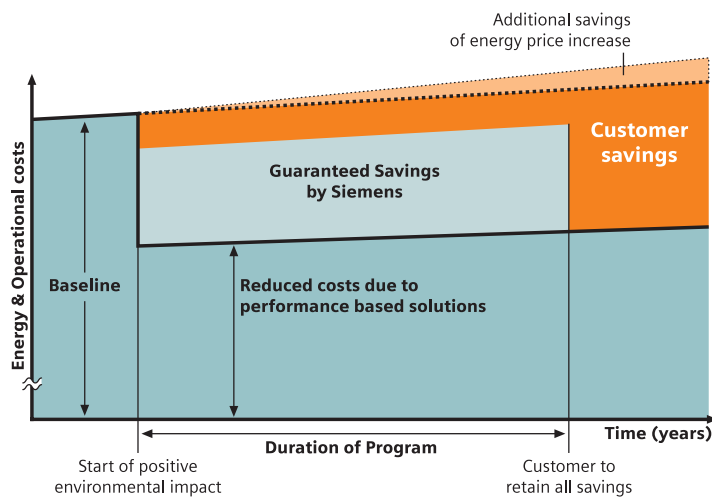 Additional savings
of energy price increase
Energy & Operational costs
Customer
savings
Guaranteed Savings
by Siemens
Baseline
Reduced costs due to
performance based solutions
Duration of Program
Time (years)
Start of positive
environmental impact
Customer to
retain all savings